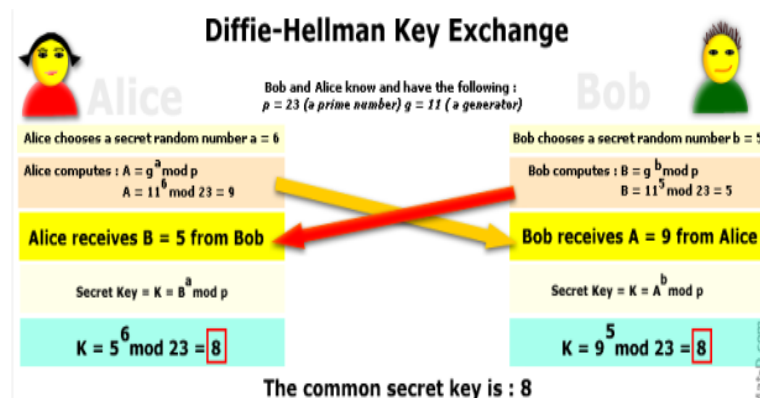 Diffie-Hellman Key Exchange
Alice
Bob
Bob and Alice know and have the following :
p = 23 (a prime number) g = 11 ( a generator)
Alice chooses a secret random number a = 6
Bob chooses a secret random number b = 5
Alice computes : A = g^a mod p
A = 11^6 mod 23 = 9
Bob computes : B = g^b mod p
B = 11^5 mod 23 = 5
Alice receives B = 5 from Bob
Bob receives A = 9 from Alice
Secret Key = K = B^a mod p
Secret Key = K = A^b mod p
K = 5^6 mod 23 = 8
K = 9^5 mod 23 = 8
The common secret key is : 8